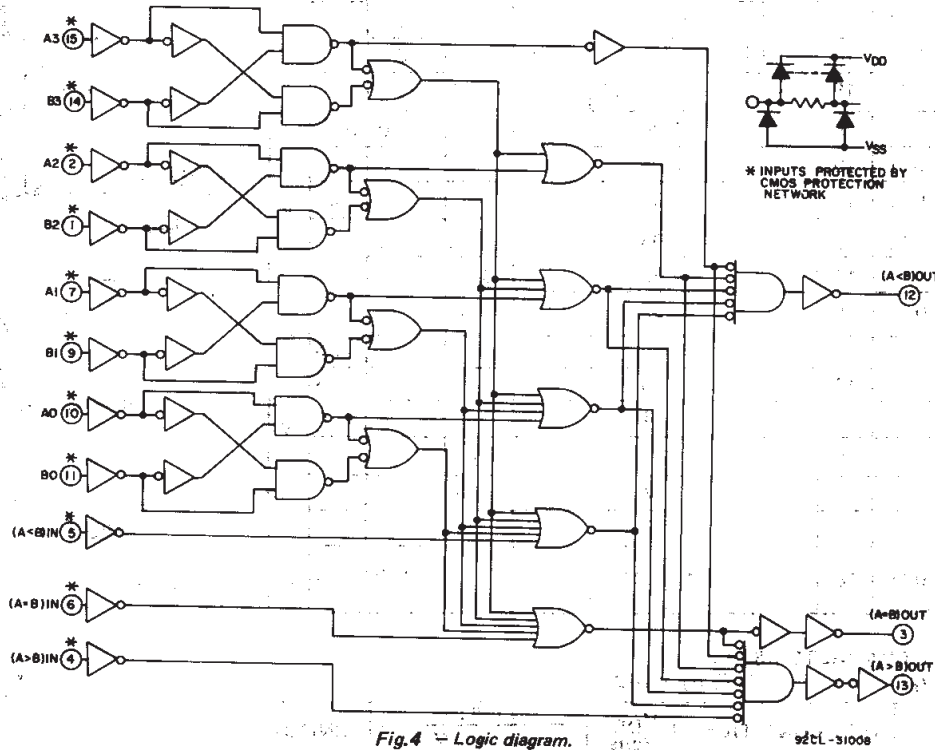 *
A3 15
*
B3 14
*
A2 2
*
B2 1
*
A1 7
*
B1 9
*
A0 10
*
B0 11
*
(A<B)IN 5
*
(A=B)IN 6
*
(A>B)IN 4
VDD
VSS
* INPUTS PROTECTED BY
CMOS PROTECTION
NETWORK
(A<B)OUT
12
(A=B)OUT
3
(A>B)OUT
13
Fig.4 — Logic diagram.
92CL-31008